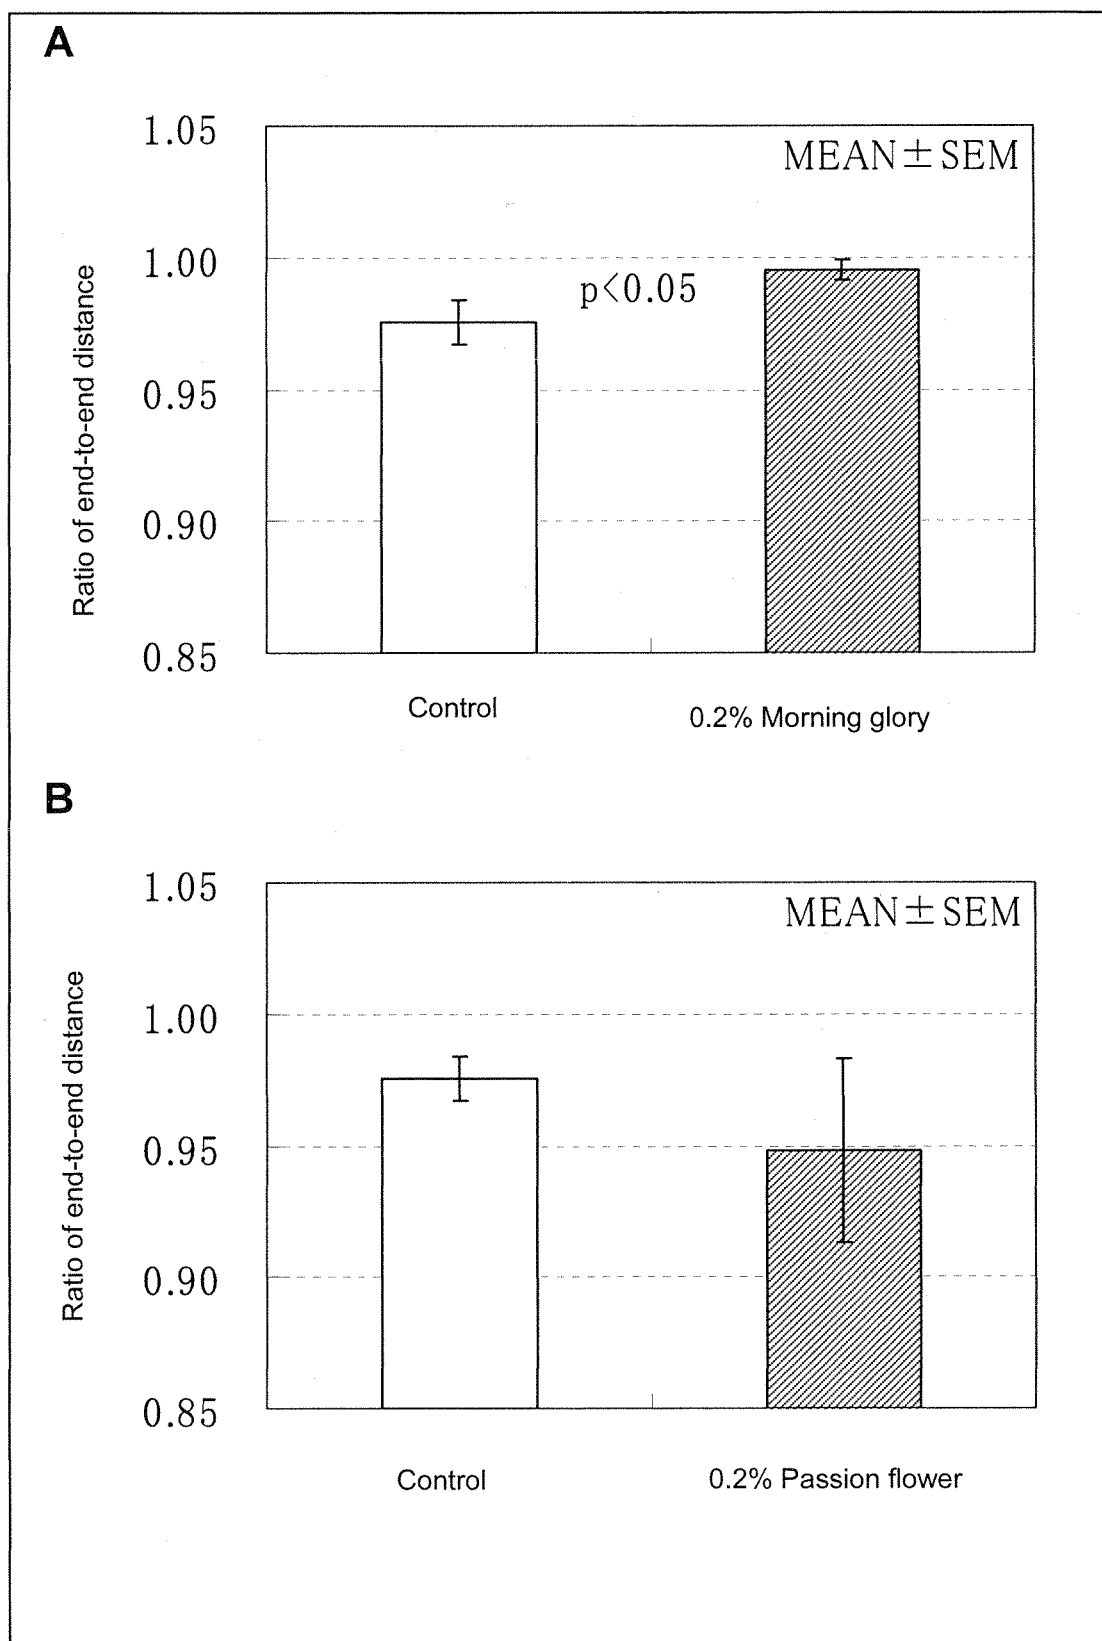 A
1.05
MEAN±SEM
1.00
p<0.05
0.95
0.90
0.85
Ratio of end-to-end distance
Control
0.2% Morning glory
B
1.05
MEAN±SEM
1.00
0.95
0.90
0.85
Ratio of end-to-end distance
Control
0.2% Passion flower